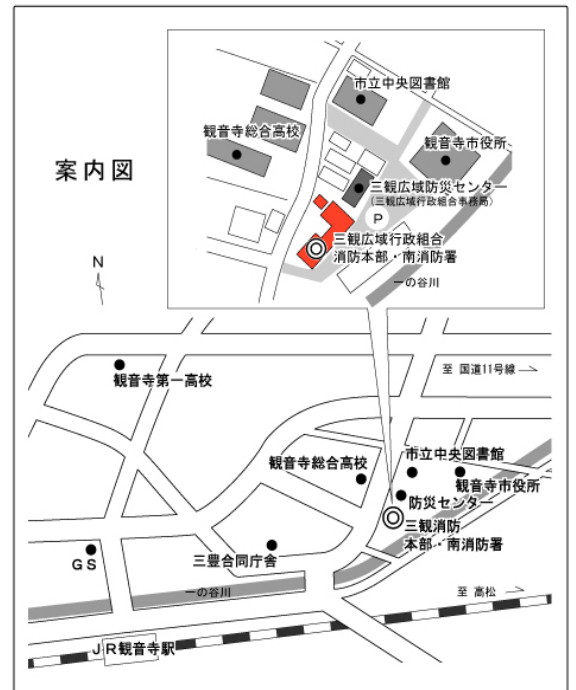 市立中央図書館
観音寺総合高校
観音寺市役所
案内図
三観広域防災センター
(三観広域行政組合事務局)
P
三観広域行政組合
消防本部・南消防署
一の谷川
N
至 国道11号線
観音寺第一高校
市立中央図書館
観音寺総合高校
観音寺市役所
防災センター
三観消防
本部・南消防署
三豊合同庁舎
GS
一の谷川
至 高松
JR観音寺駅